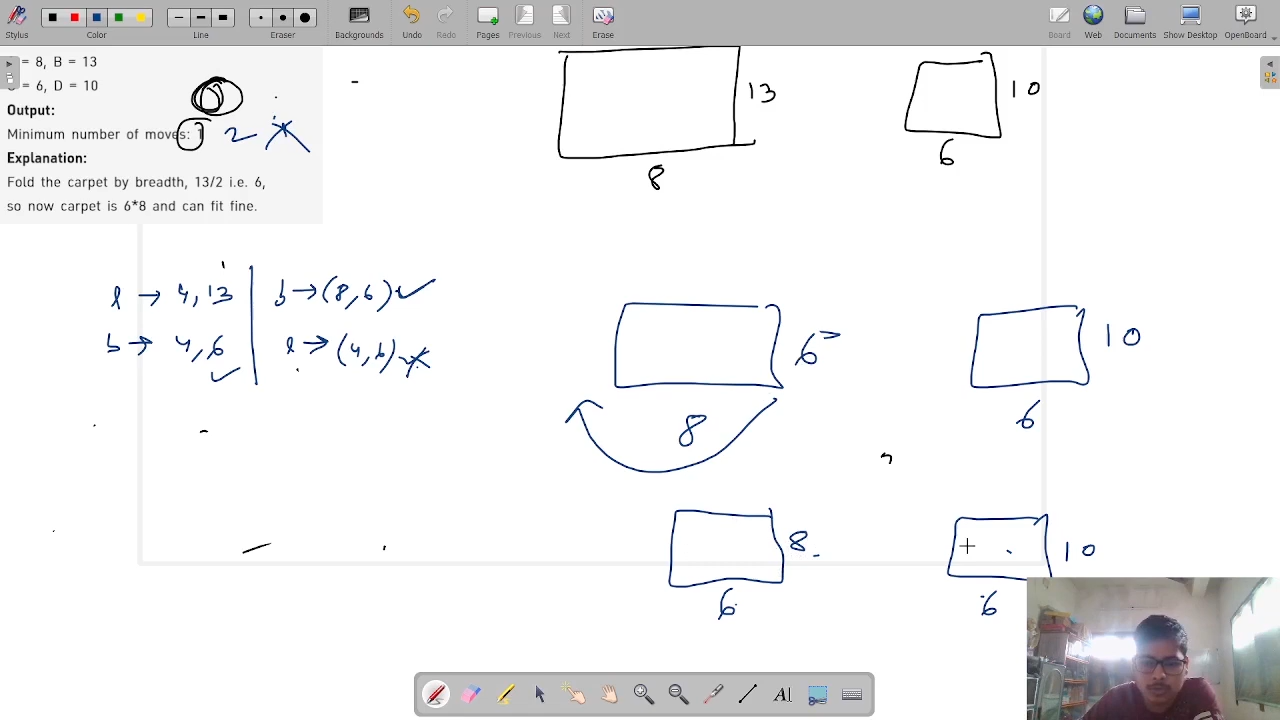 Stylus Color Line Eraser Backgrounds Undo Redo Pages Previous Next Erase Board Web Documents Show Desktop OpenBoard
= 8, B = 13
= 6, D = 10
Output:
Minimum number of moves: 1
2
Explanation:
Fold the carpet by breadth, 13/2 i.e. 6,
so now carpet is 6*8 and can fit fine.
13
8
10
6
l → 4, 13
b → 4, 6
b → (8, 6)
l → (4, 6)
6
8
10
6
8
6
10
6
AI